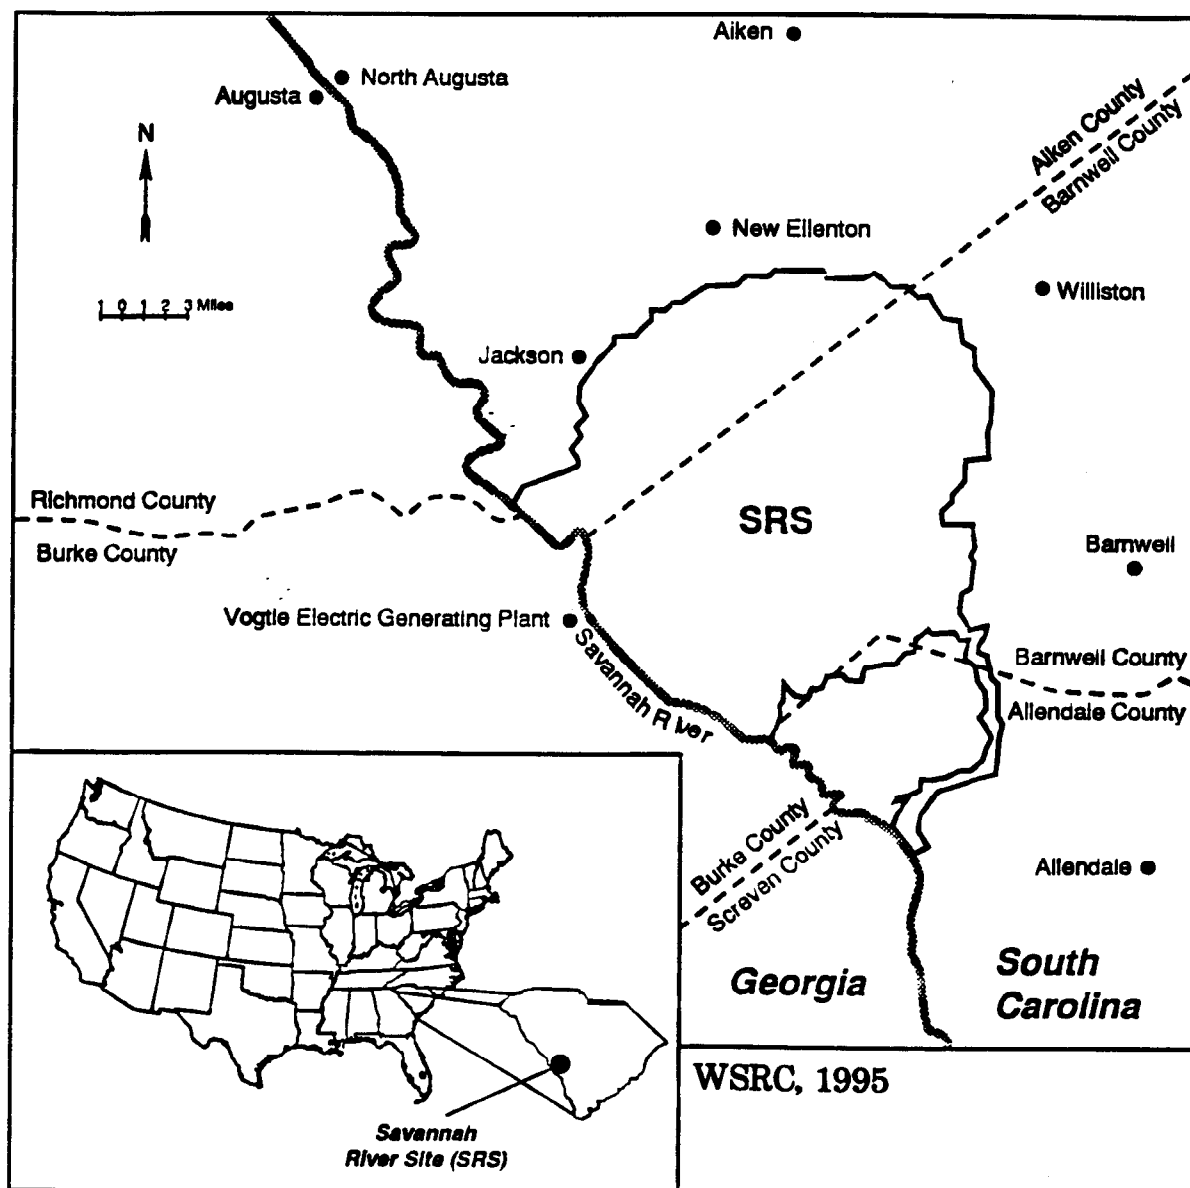 Aiken
North Augusta
Augusta
N
Aiken County
Barnwell County
New Ellenton
Williston
1 0 1 2 3 Miles
Jackson
Richmond County
Burke County
SRS
Barnwell
Vogtle Electric Generating Plant
Savannah River
Barnwell County
Allendale County
Burke County
Screven County
Allendale
Georgia
South
Carolina
WSRC, 1995
Savannah
River Site (SRS)